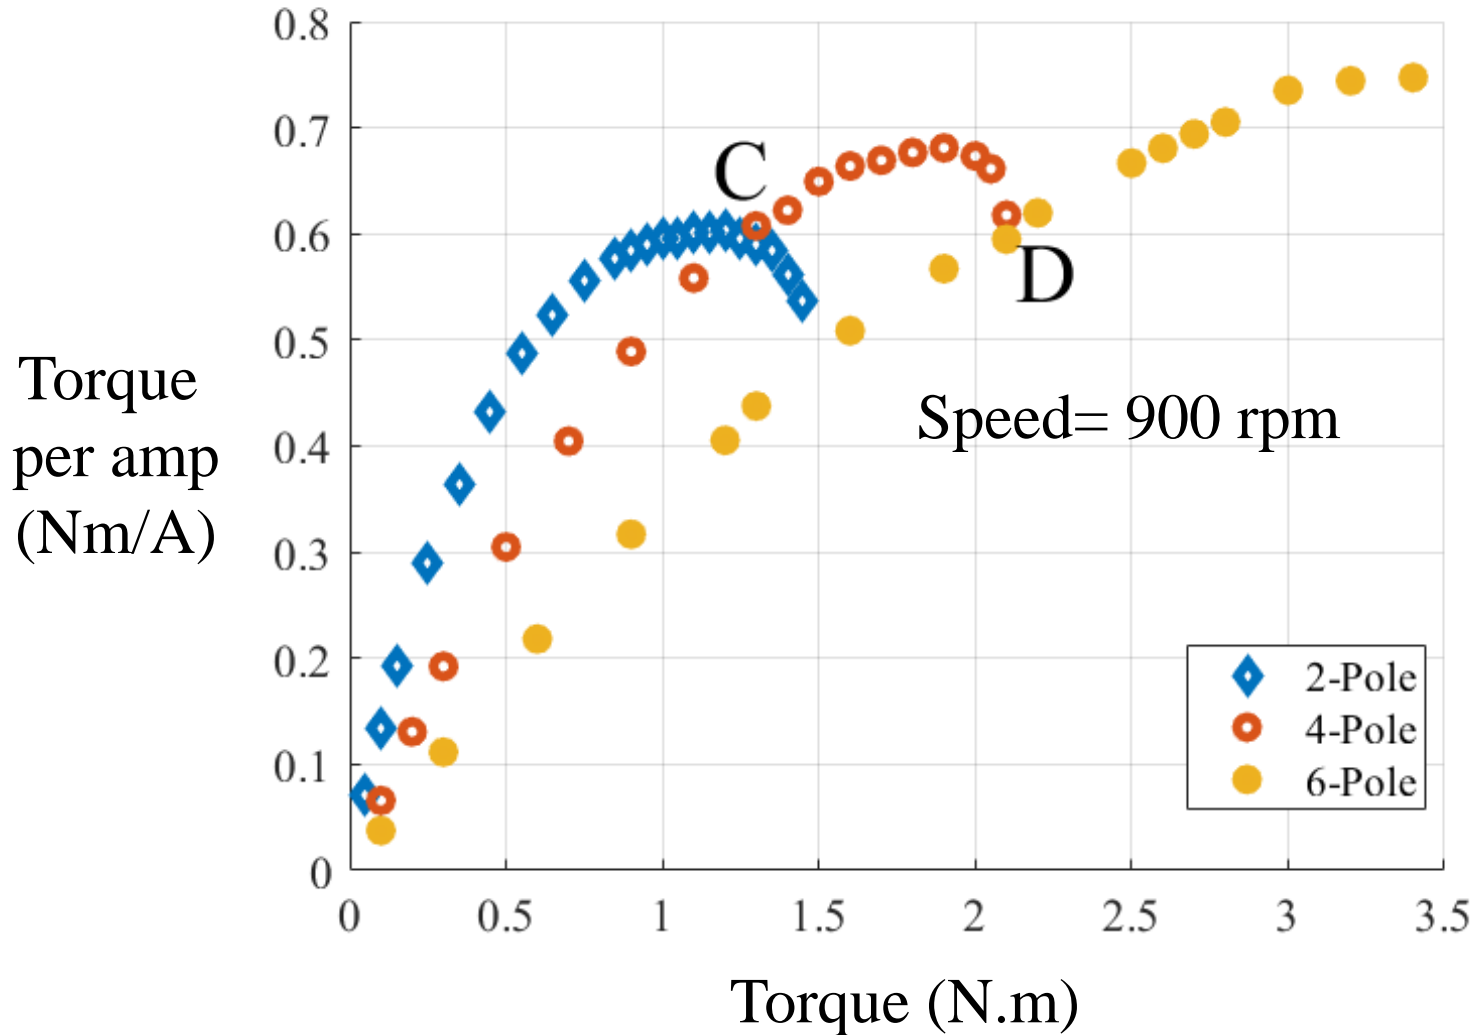 0.8
0.7
0.6
0.5
0.4
0.3
0.2
0.1
0
Torque
per amp
(Nm/A)
C
D
Speed= 900 rpm
2-Pole
4-Pole
6-Pole
0 0.5 1 1.5 2 2.5 3 3.5
Torque (N.m)